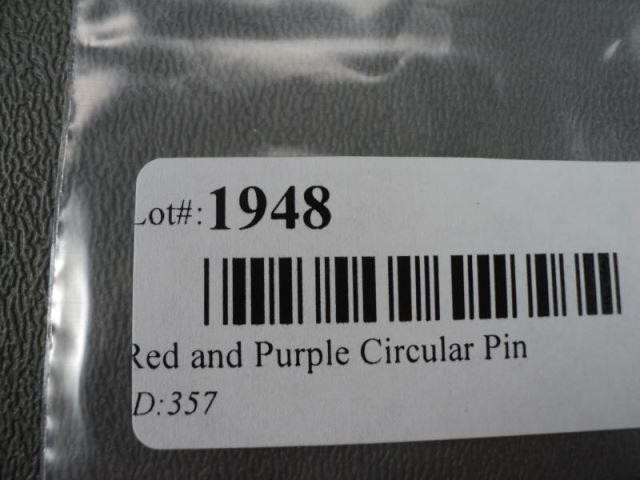 Lot#: 1948
Red and Purple Circular Pin
D:357